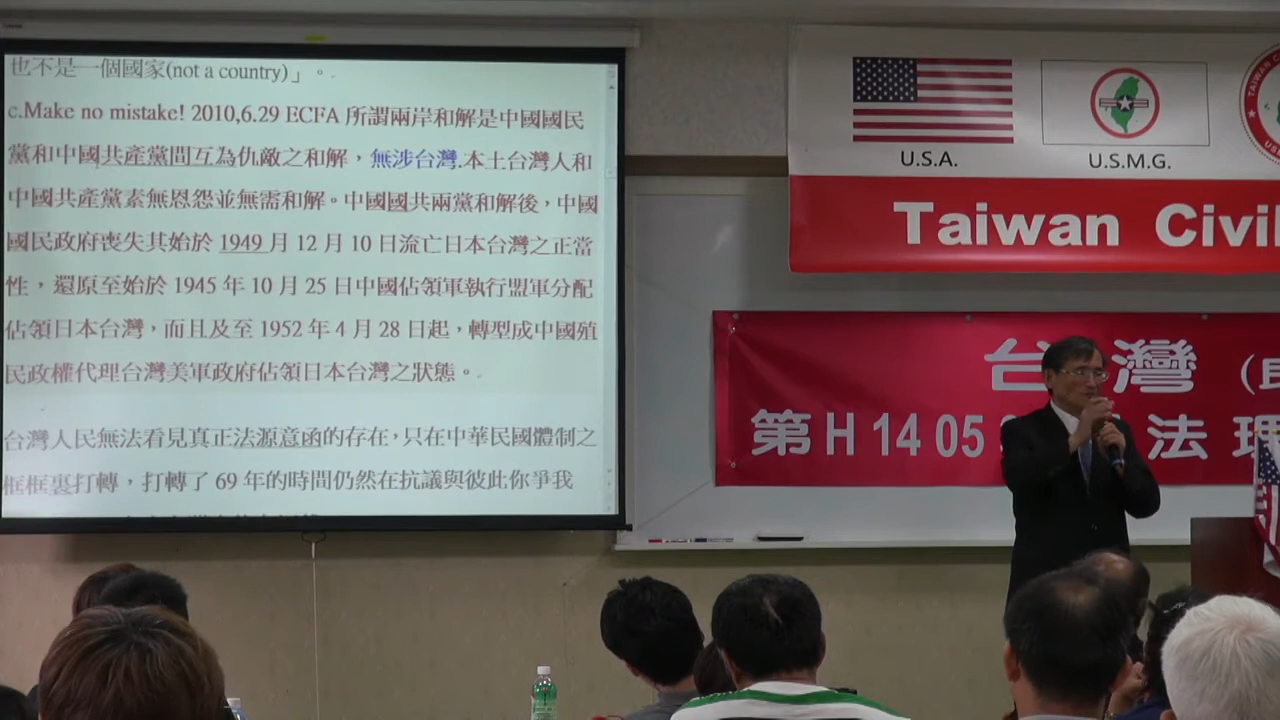 也不是一個國家(not a country)」。
c.Make no mistake! 2010,6.29 ECFA 所謂兩岸和解是中國國民
黨和中國共產黨間互為仇敵之和解，無涉台灣.本土台灣人和
中國共產黨素無恩怨並無需和解。中國國共兩黨和解後，中國
國民政府喪失其始於 1949 月 12 月 10 日流亡日本台灣之正當
性，還原至始於 1945 年 10 月 25 日中國佔領軍執行盟軍分配
佔領日本台灣，而且及至 1952 年 4 月 28 日起，轉型成中國殖
民政權代理台灣美軍政府佔領日本台灣之狀態。
台灣人民無法看見真正法源意函的存在，只在中華民國體制之
框框裏打轉，打轉了 69 年的時間仍然在抗議與彼此你爭我
U.S.A.
U.S.M.G.
Taiwan Civil
台灣（民
第H 14 05 法理